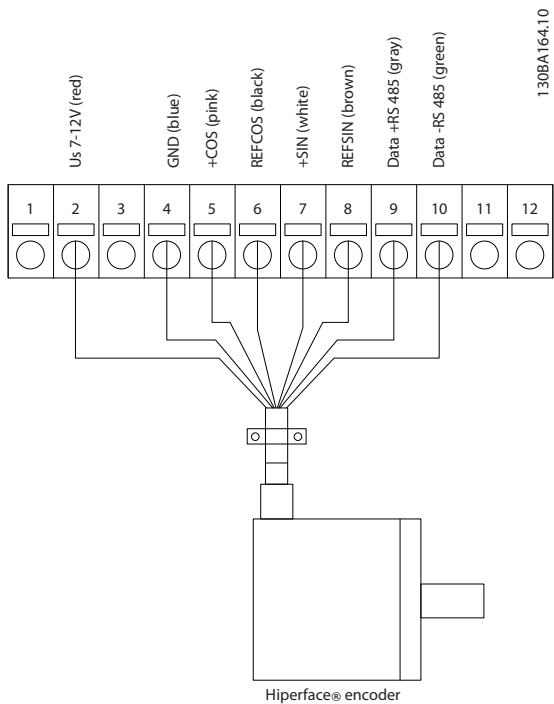 130BA164.10
Us 7-12V (red)
GND (blue)
+COS (pink)
REFCOS (black)
+SIN (white)
REFSIN (brown)
Data +RS 485 (gray)
Data -RS 485 (green)
1 2 3 4 5 6 7 8 9 10 11 12
Hiperface® encoder